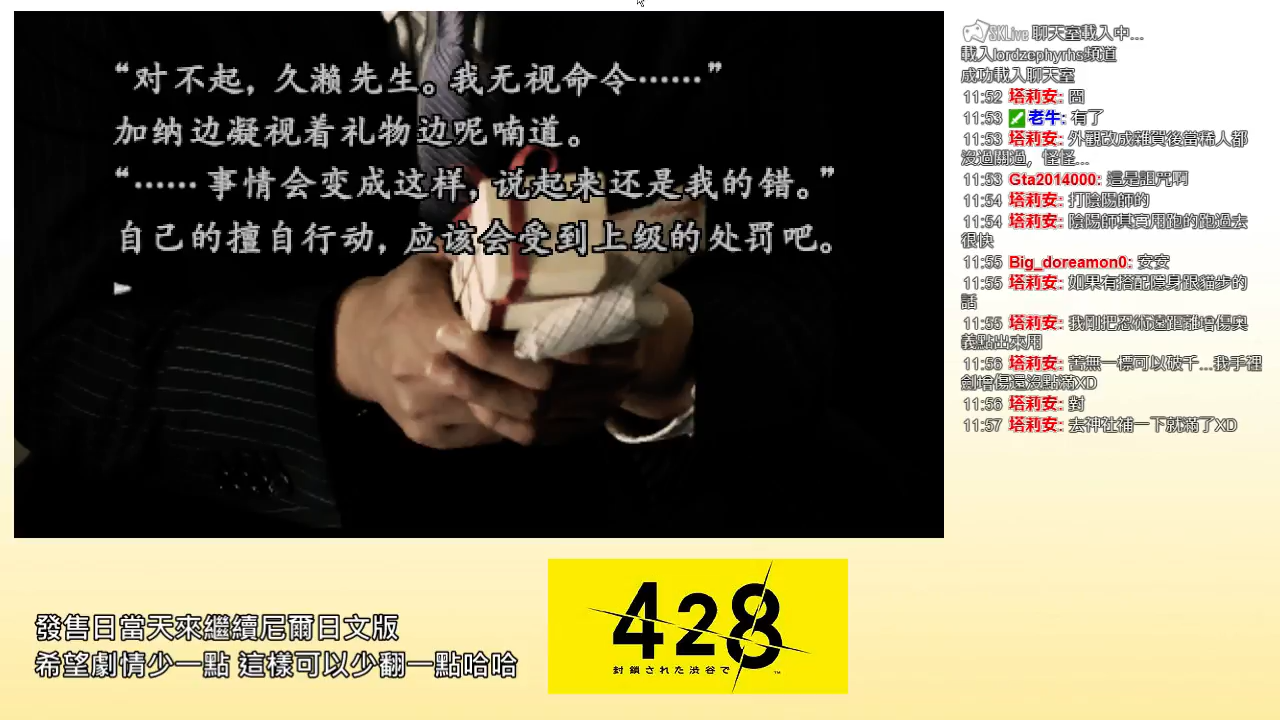 “对不起，久濑先生。我无视命令……”
加纳边凝视着礼物边呢喃道。
“……事情会变成这样，说起来还是我的错。”
自己的擅自行动，应该会受到上级的处罚吧。
SKLive 聊天室載入中...
載入lordzephyrhs頻道
成功載入聊天室
11:52 塔莉安: 問
11:53 老牛: 有了
11:53 塔莉安: 外觀改成雜賀後當稀人都
沒過關過，怪怪...
11:53 Gta2014000: 這是詛咒啊
11:54 塔莉安: 打陰陽師的
11:54 塔莉安: 陰陽師其實用跑的跑過去
很快
11:55 Big_doreamon0: 安安
11:55 塔莉安: 如果有搭配隱身跟貓步的
話
11:55 塔莉安: 我剛把忍術遠距離增傷奧
義點出來用
11:56 塔莉安: 苦無一標可以破千...我手裡
劍增傷還沒點滿XD
11:56 塔莉安: 對
11:57 塔莉安: 去神社補一下就滿了XD
發售日當天來繼續尼爾日文版
希望劇情少一點 這樣可以少翻一點哈哈
428
封鎖された渋谷で
™